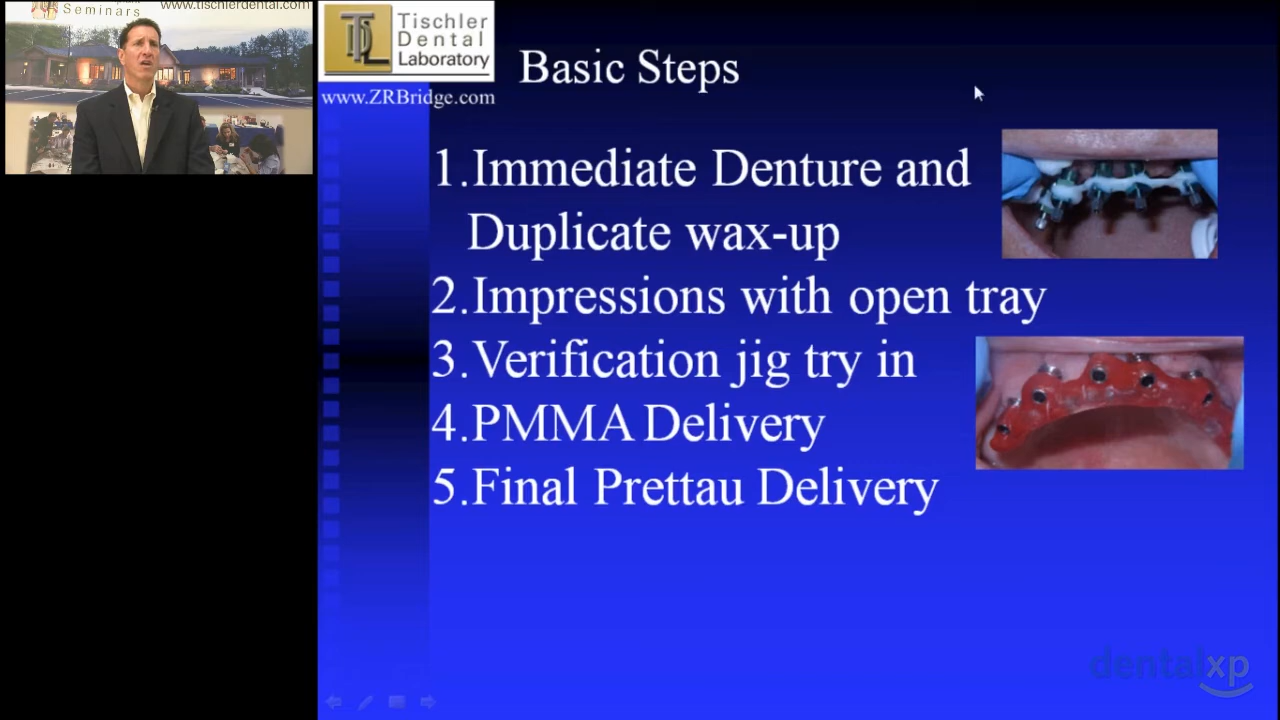 Seminars
www.tischlerdental.com
TDL
Tischler
Dental
Laboratory
www.ZRBridge.com
Basic Steps
1.Immediate Denture and
Duplicate wax-up
2.Impressions with open tray
3.Verification jig try in
4.PMMA Delivery
5.Final Prettau Delivery
dentalxp